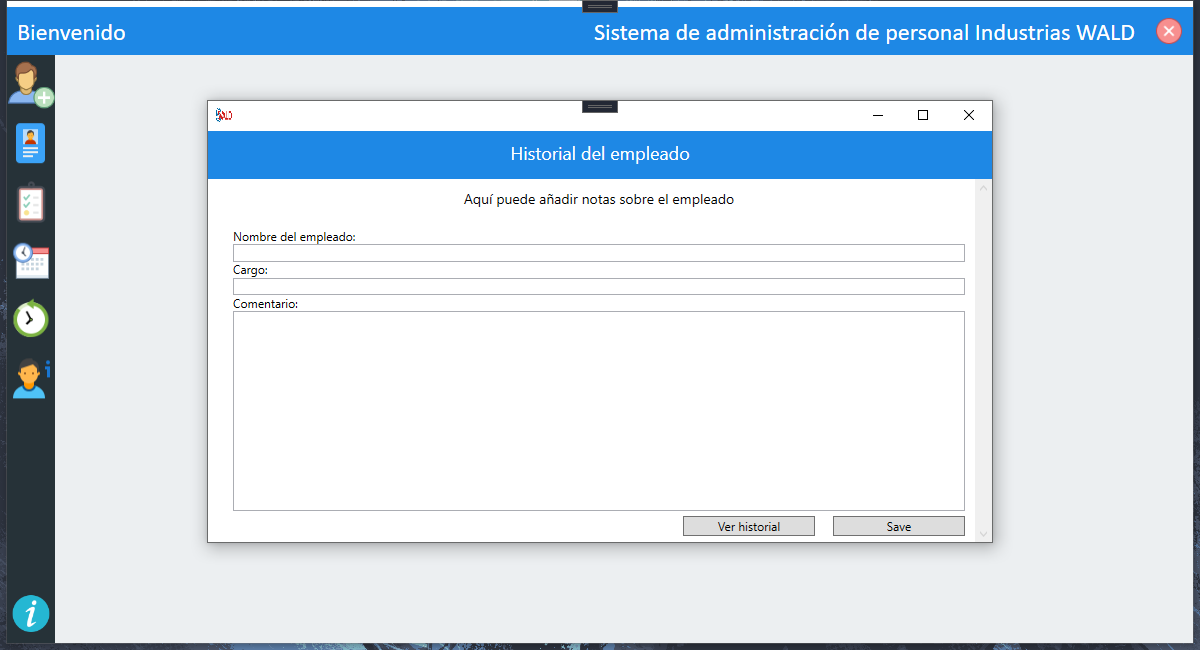 Bienvenido
Sistema de administración de personal Industrias WALD
Historial del empleado
Aquí puede añadir notas sobre el empleado
Nombre del empleado:
Cargo:
Comentario:
Ver historial
Save
i